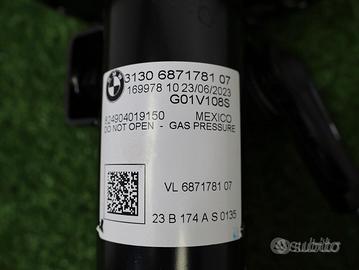 BMW
3130 6871781 07
169978 10 23/06/2023
G01V108S
824904019150 MEXICO
DO NOT OPEN - GAS PRESSURE
VL 6871781 07
23 B 174 A S 0135
subito